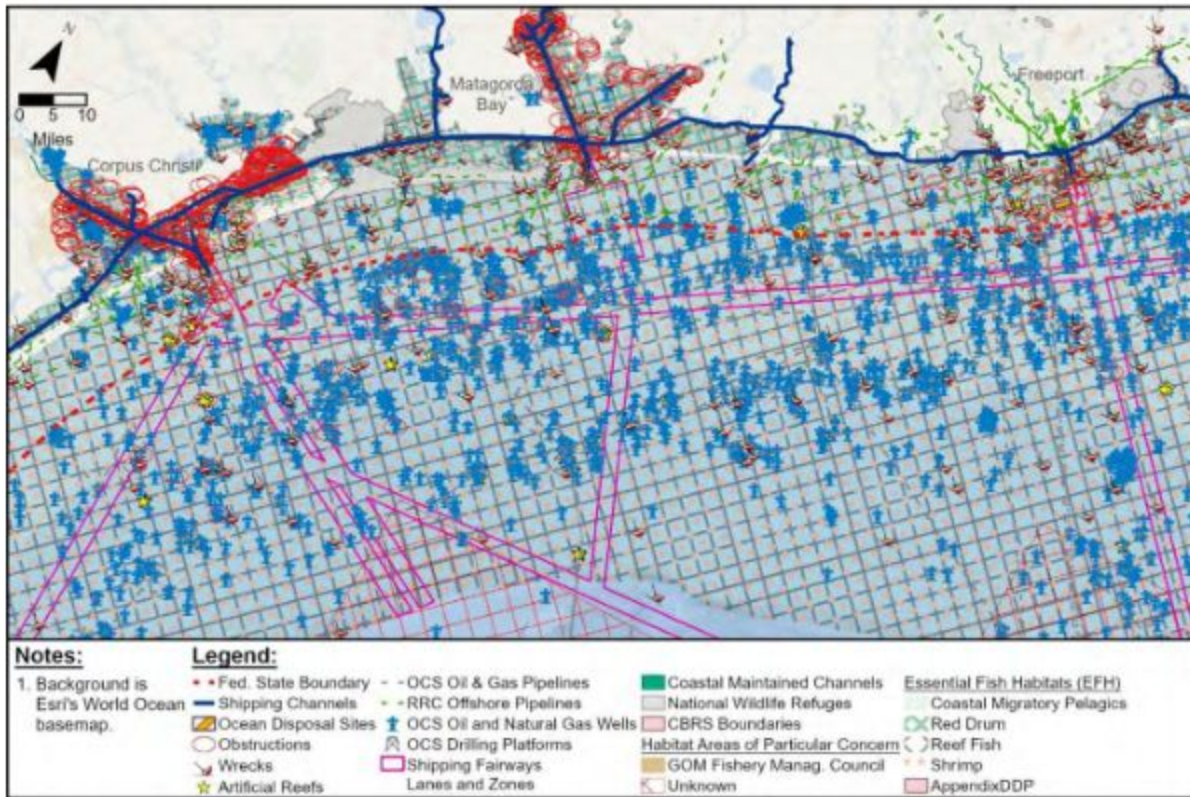 N
0 5 10
Miles
Corpus Christi
Matagorda
Bay
Freeport
Notes:
1. Background is
Esri's World Ocean
basemap.
Legend:
Fed. State Boundary
Shipping Channels
Ocean Disposal Sites
Obstructions
Wrecks
Artificial Reefs
OCS Oil & Gas Pipelines
RRC Offshore Pipelines
OCS Oil and Natural Gas Wells
OCS Drilling Platforms
Shipping Fairways
Lanes and Zones
Coastal Maintained Channels
National Wildlife Refuges
CBRS Boundaries
Habitat Areas of Particular Concern
GOM Fishery Manag. Council
Unknown
Essential Fish Habitats (EFH)
Coastal Migratory Pelagics
Red Drum
Reef Fish
Shrimp
AppendixDDP